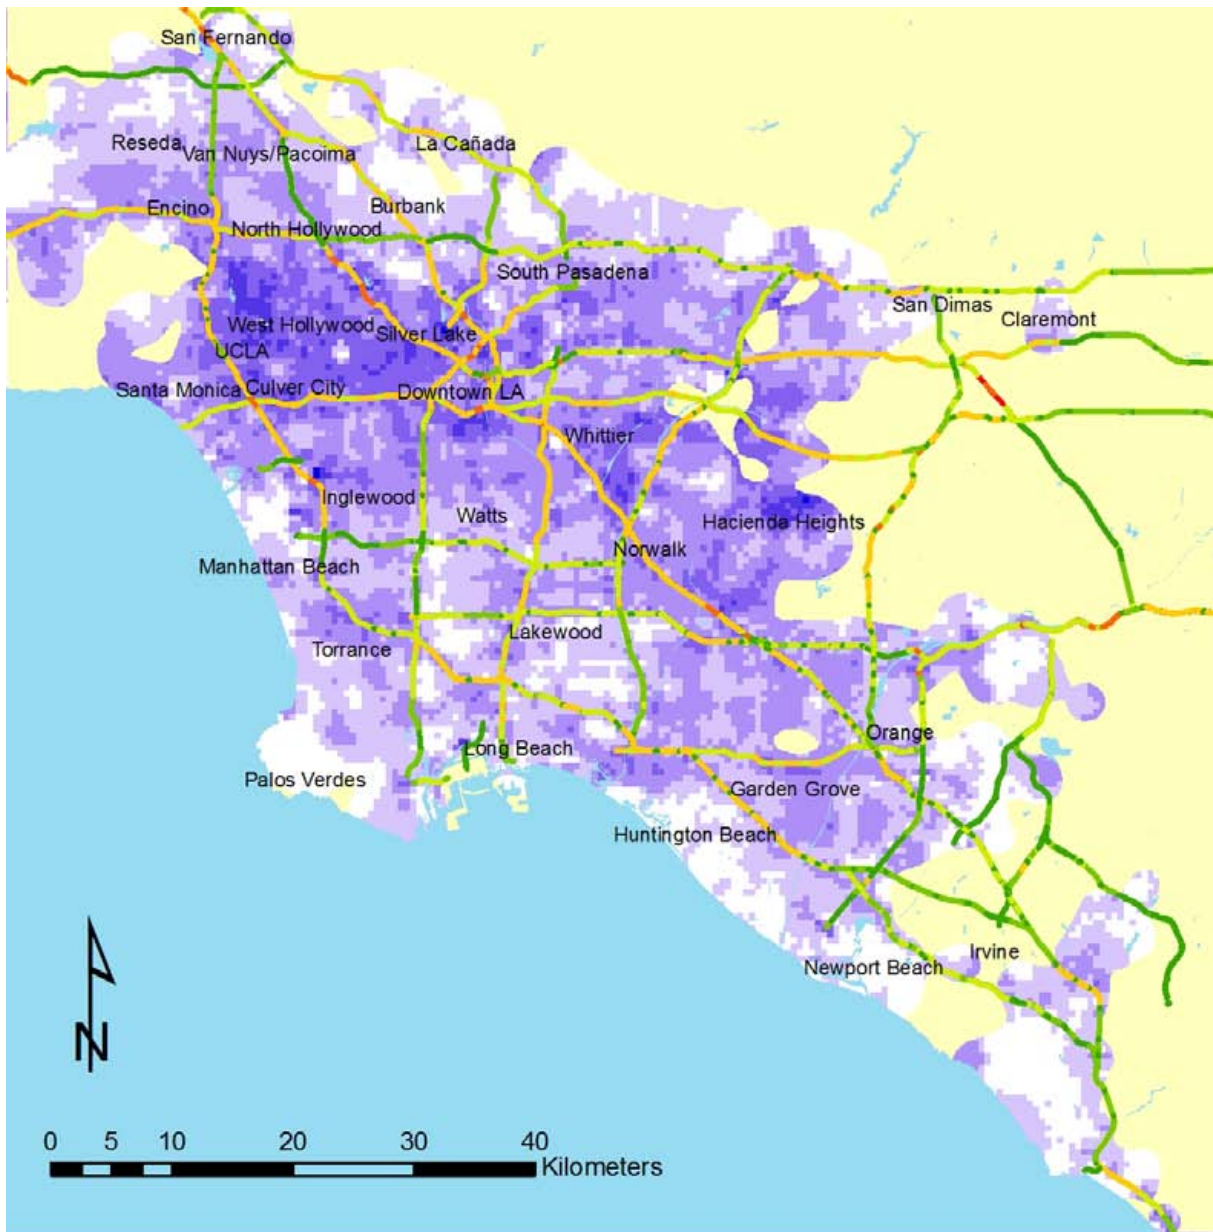 San Fernando
Reseda
Van Nuys/Pacoima
La Cañada
Encino
Burbank
North Hollywood
South Pasadena
San Dimas
Claremont
West Hollywood
Silver Lake
UCLA
Santa Monica
Culver City
Downtown LA
Whittier
Inglewood
Watts
Hacienda Heights
Norwalk
Manhattan Beach
Lakewood
Torrance
Orange
Long Beach
Palos Verdes
Garden Grove
Huntington Beach
Irvine
Newport Beach
N
0 5 10 20 30 40
Kilometers